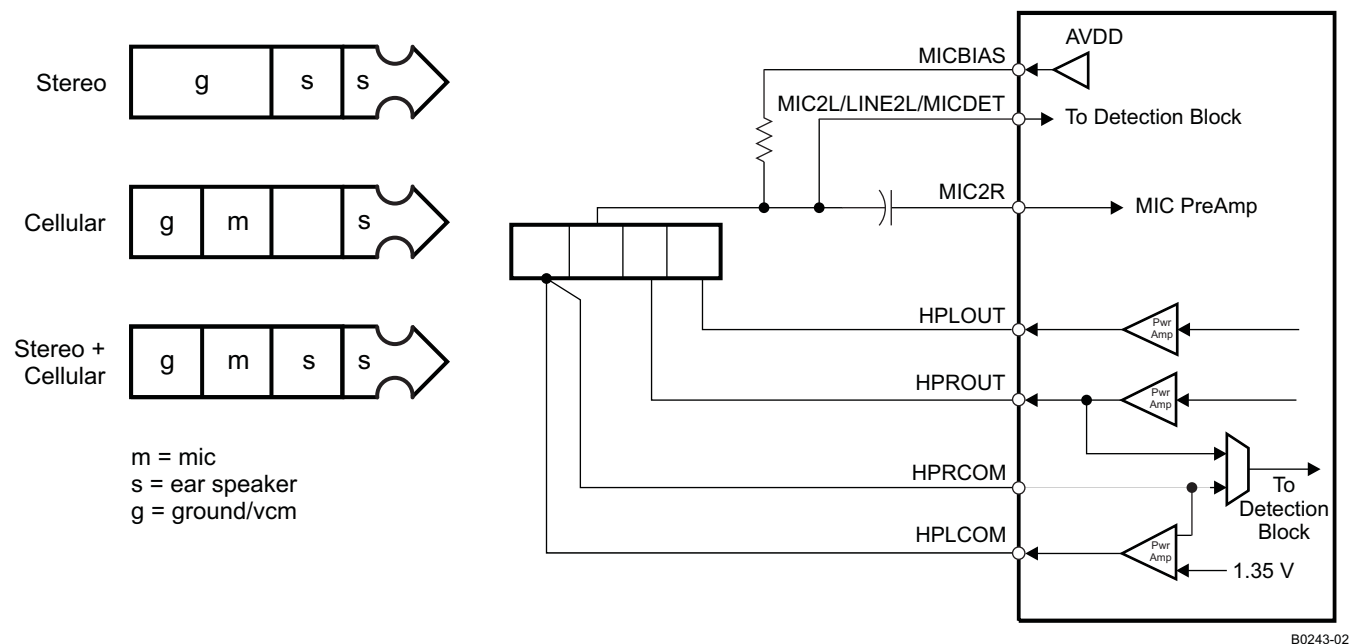 Stereo
g
s
s
Cellular
g
m
s
Stereo +
Cellular
g
m
s
s
m = mic
s = ear speaker
g = ground/vcm
MICBIAS
AVDD
MIC2L/LINE2L/MICDET
To Detection Block
MIC2R
MIC PreAmp
HPLOUT
Pwr
Amp
HPROUT
Pwr
Amp
HPRCOM
To
Detection
Block
HPLCOM
Pwr
Amp
1.35 V
B0243-02